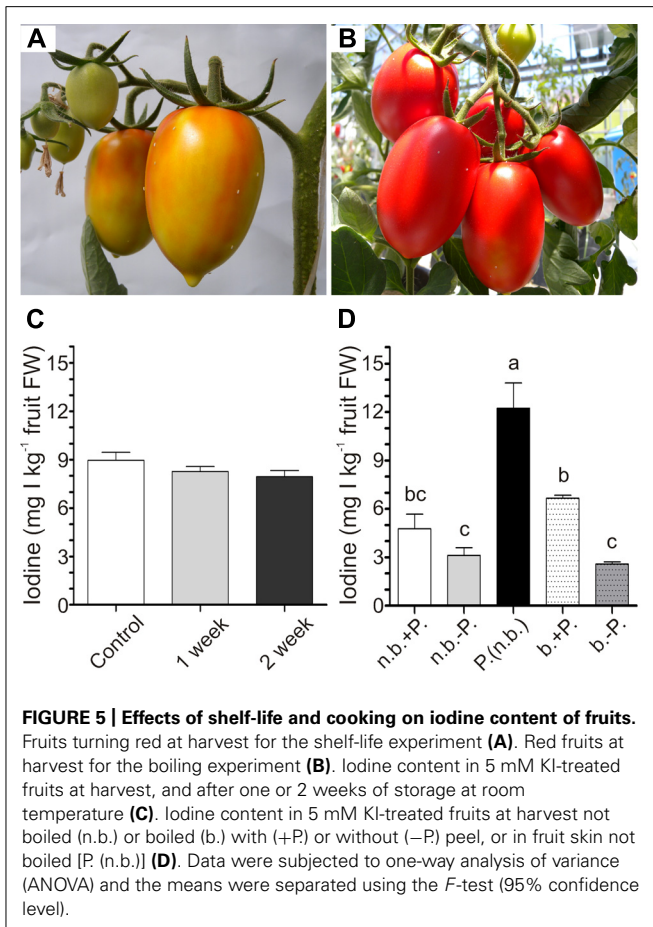 A
B
C
D
Iodine (mg I kg⁻¹ fruit FW)
15
12
9
6
3
0
Control
1 week
2 week
Iodine (mg I kg⁻¹ fruit FW)
15
12
9
6
3
0
bc
c
a
b
c
n.b.+P.
n.b.-P.
P.(n.b.)
b.+P.
b.-P.
FIGURE 5 | Effects of shelf-life and cooking on iodine content of fruits.
Fruits turning red at harvest for the shelf-life experiment (A). Red fruits at
harvest for the boiling experiment (B). Iodine content in 5 mM KI-treated
fruits at harvest, and after one or 2 weeks of storage at room
temperature (C). Iodine content in 5 mM KI-treated fruits at harvest not
boiled (n.b.) or boiled (b.) with (+P.) or without (−P.) peel, or in fruit skin not
boiled [P. (n.b.)] (D). Data were subjected to one-way analysis of variance
(ANOVA) and the means were separated using the F-test (95% confidence
level).